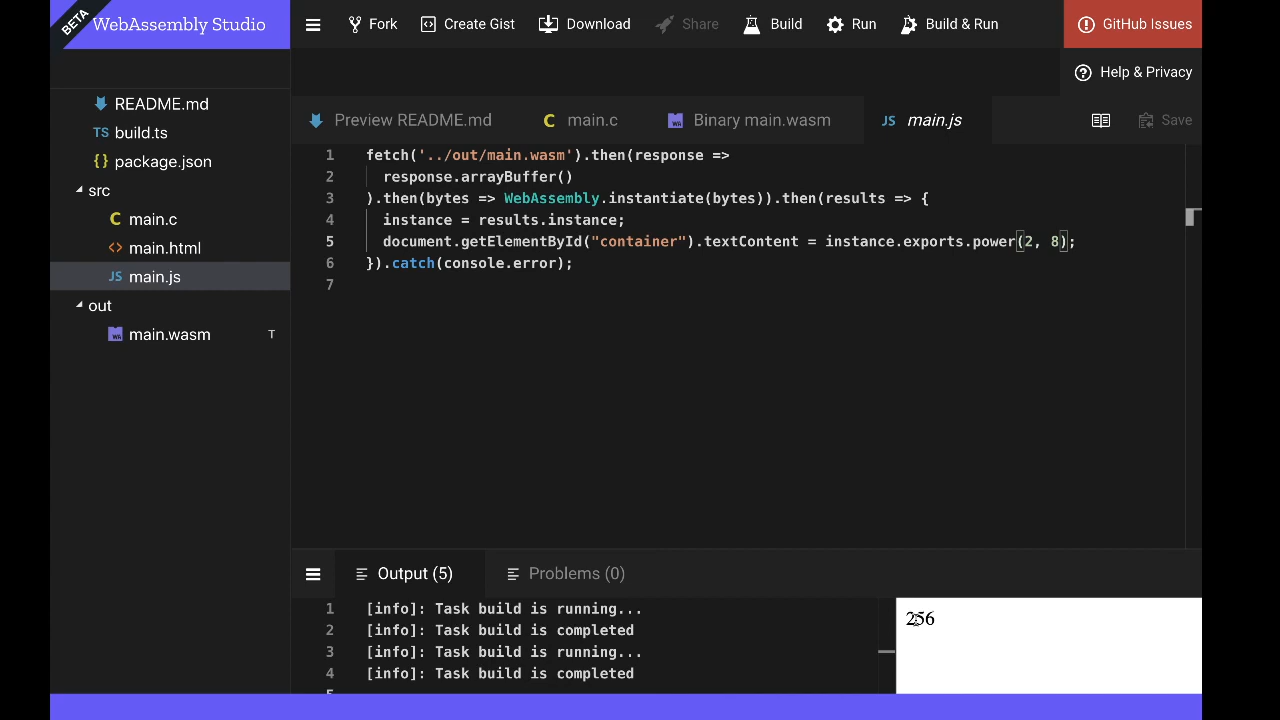 BETA
WebAssembly Studio
Fork
Create Gist
Download
Share
Build
Run
Build & Run
GitHub Issues
Help & Privacy
README.md
TS build.ts
{} package.json
src
C main.c
<> main.html
JS main.js
out
WA main.wasm T
Preview README.md
C main.c
WA Binary main.wasm
JS main.js
Save
1 fetch('../out/main.wasm').then(response =>
2 response.arrayBuffer()
3 ).then(bytes => WebAssembly.instantiate(bytes)).then(results => {
4 instance = results.instance;
5 document.getElementById("container").textContent = instance.exports.power(2, 8);
6 }).catch(console.error);
7
Output (5)
Problems (0)
1 [info]: Task build is running...
2 [info]: Task build is completed
3 [info]: Task build is running...
4 [info]: Task build is completed
256